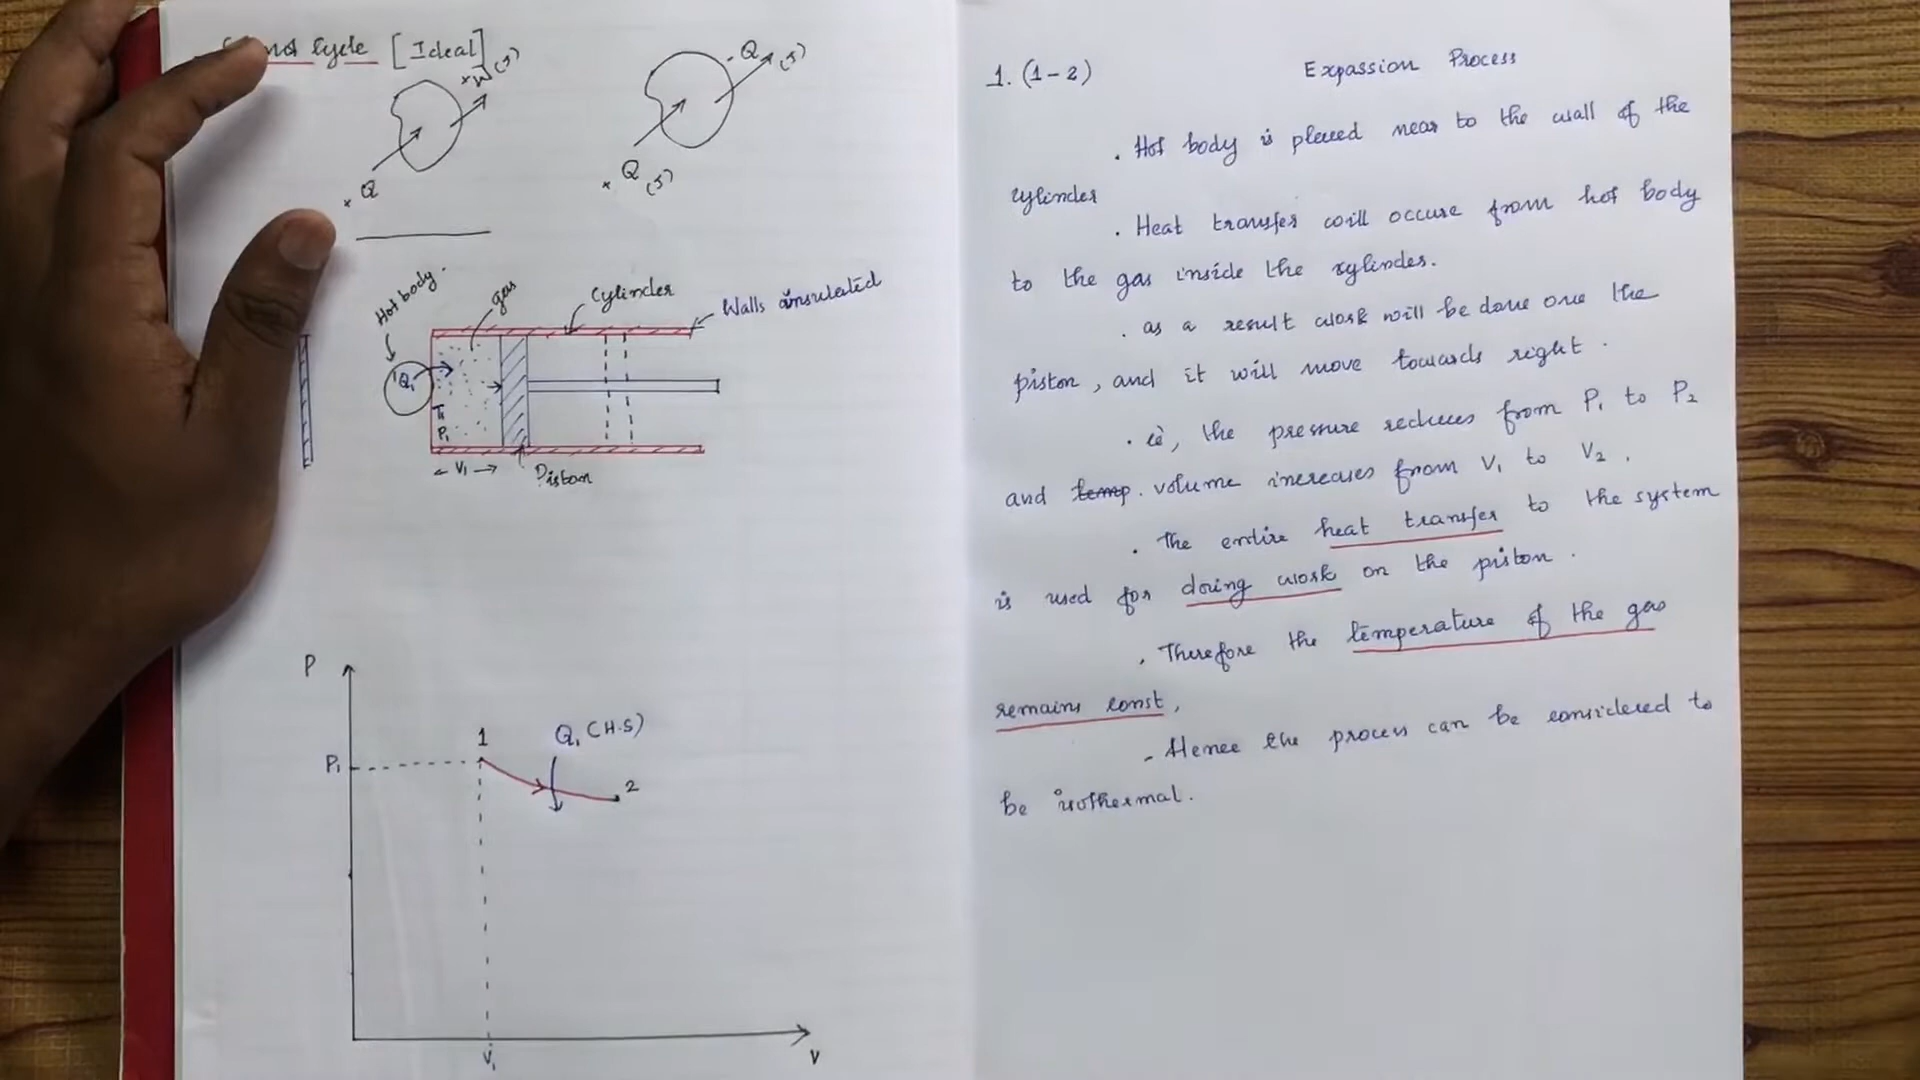 Cycle [Ideal]
+W (J)
+Q
-Q (J)
+Q (J)
Hot body.
gas
Cylinder
Walls insulated
Q1
T1
P1
← V1 →
Piston
P
P1
1
Q1 (H.S)
2
V1
V
1. (1-2) Expassion Process
. Hot body is placed near to the wall of the
cylinder
. Heat transfer will occure from hot body
to the gas inside the cylinder.
. as a result work will be done one the
piston, and it will move towards right.
. ie, the pressure reduces from P1 to P2
and temp. volume increases from V1 to V2.
. The entire heat transfer to the system
is used for doing work on the piston.
. Therefore the temperature of the gas
remains const,
- Hence the process can be considered to
be isothermal.